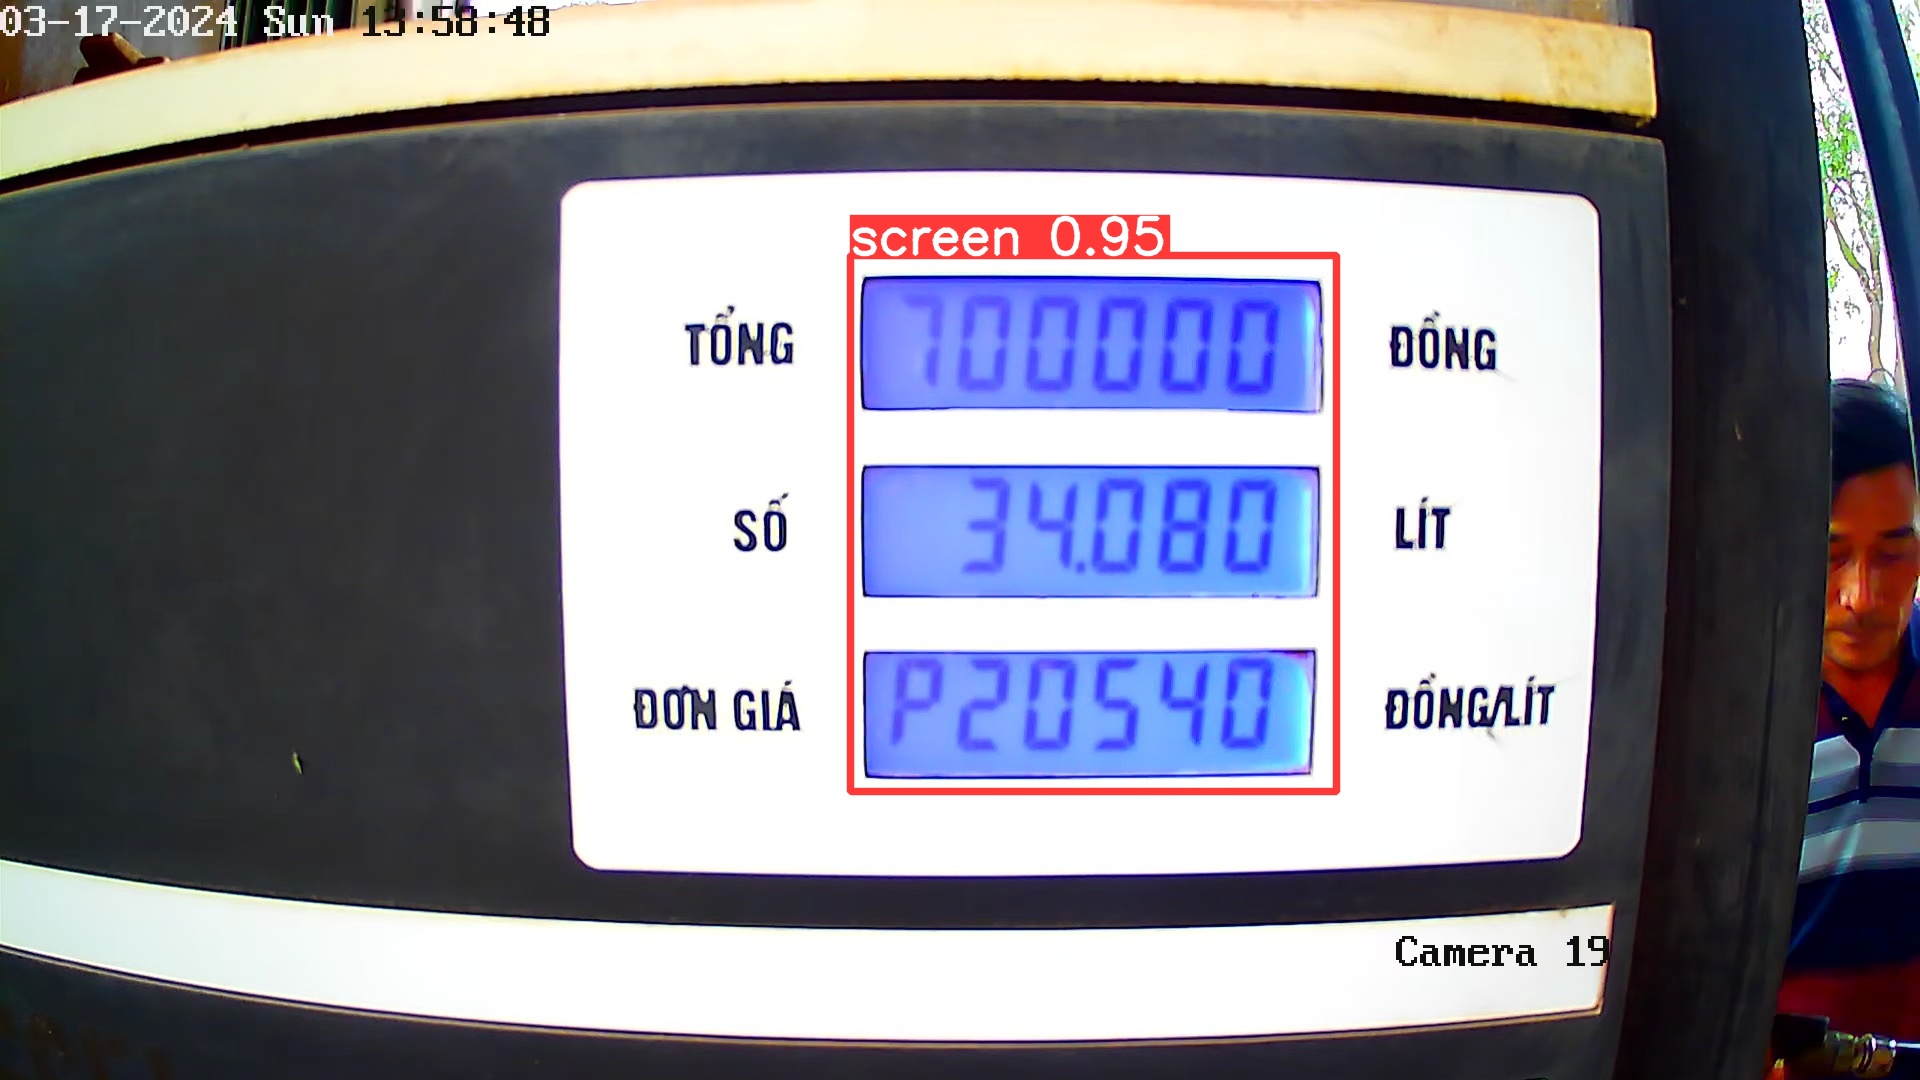 03-17-2024 Sun 13:58:48
screen 0.95
TỔNG 700000 ĐỒNG
SỐ 34.080 LÍT
ĐƠN GIÁ P20540 ĐỒNG/LÍT
Camera 19